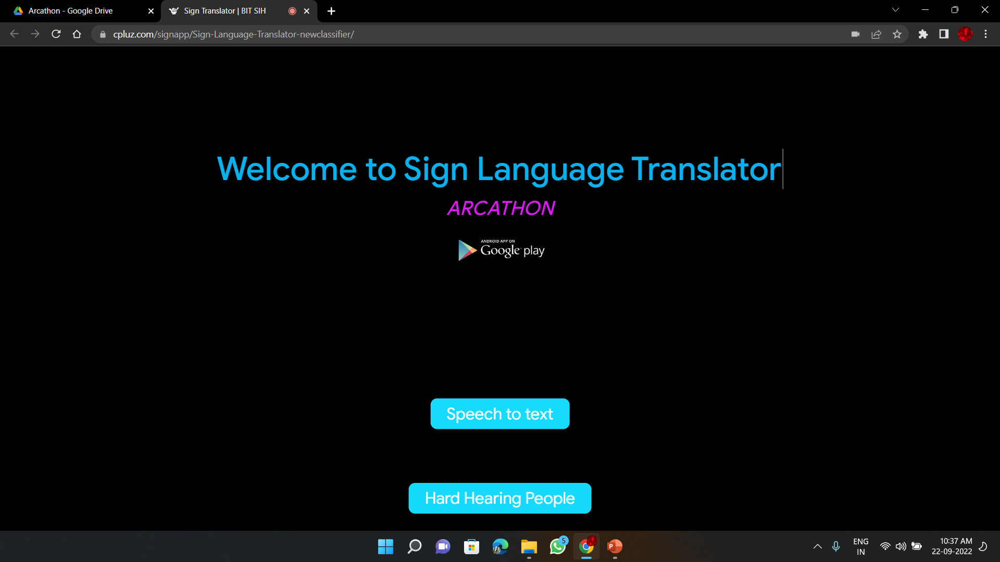 Arcathon - Google Drive
Sign Translator | BIT SIH
cpluz.com/signapp/Sign-Language-Translator-newclassifier/
Welcome to Sign Language Translator
ARCATHON
ANDROID APP ON
Google play
Speech to text
Hard Hearing People
5
P
ENG
IN
10:37 AM
22-09-2022